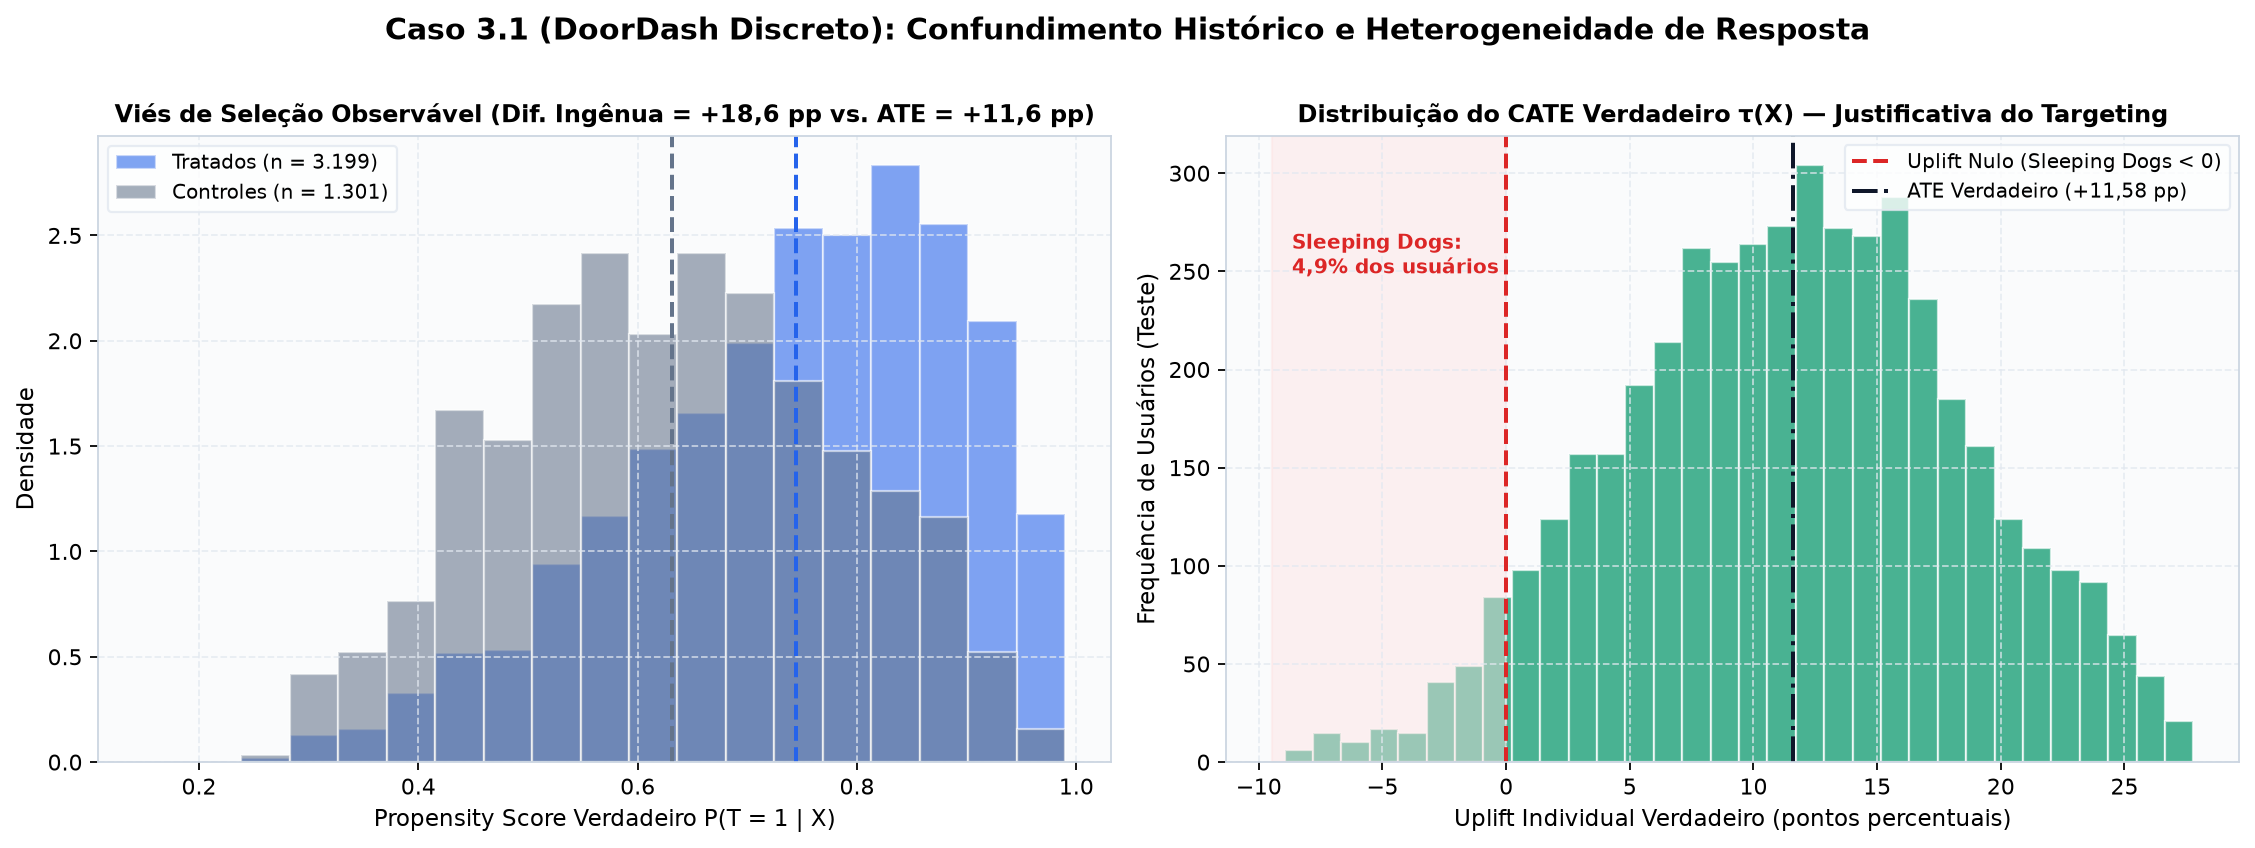 Caso 3.1 (DoorDash Discreto): Confundimento Histórico e Heterogeneidade de Resposta
Viés de Seleção Observável (Dif. Ingênua = +18,6 pp vs. ATE = +11,6 pp)
Tratados (n = 3.199)
Controles (n = 1.301)
Densidade
2.5
2.0
1.5
1.0
0.5
0.0
0.2 0.4 0.6 0.8 1.0
Propensity Score Verdadeiro P(T = 1 | X)
Distribuição do CATE Verdadeiro τ(X) — Justificativa do Targeting
Uplift Nulo (Sleeping Dogs < 0)
ATE Verdadeiro (+11,58 pp)
Sleeping Dogs:
4,9% dos usuários
Frequência de Usuários (Teste)
300
250
200
150
100
50
0
−10 −5 0 5 10 15 20 25
Uplift Individual Verdadeiro (pontos percentuais)